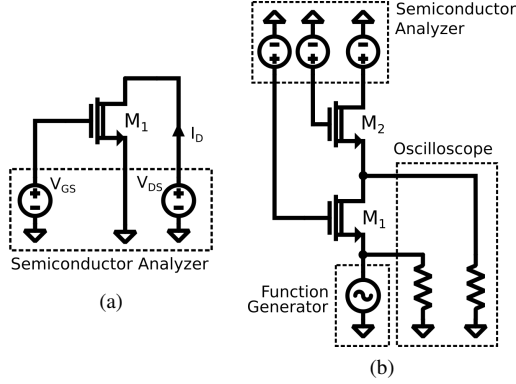 Semiconductor
Analyzer
M1
ID
VGS
VDS
Semiconductor Analyzer
(a)
M2
Oscilloscope
M1
Function
Generator
(b)